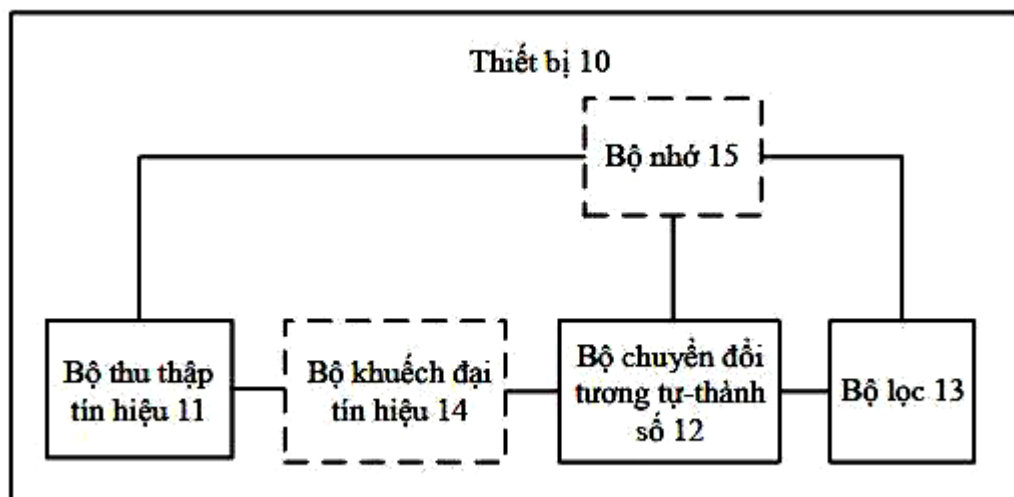 Thiết bị 10
Bộ nhớ 15
Bộ thu thập
tín hiệu 11
Bộ khuếch đại
tín hiệu 14
Bộ chuyển đổi
tương tự-thành
số 12
Bộ lọc 13